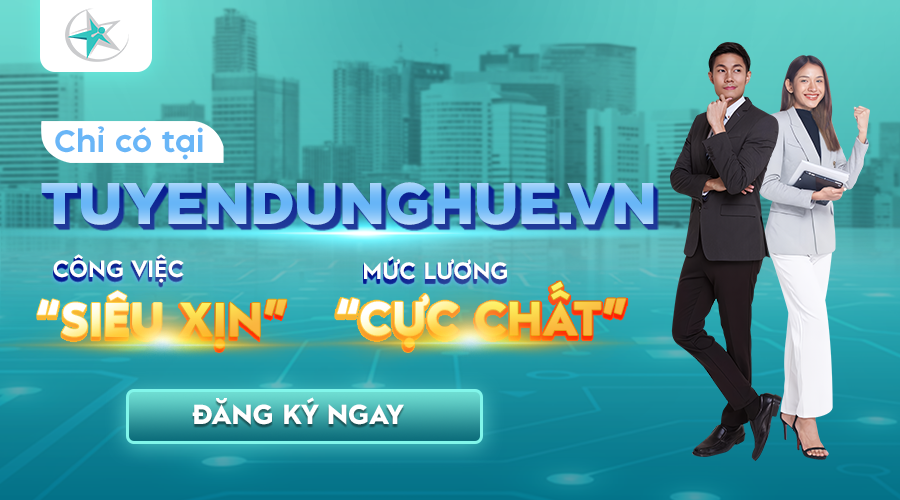 Chỉ có tại
TUYENDUNGHUE.VN
CÔNG VIỆC
"SIÊU XỊN"
MỨC LƯƠNG
"CỰC CHẤT"
ĐĂNG KÝ NGAY